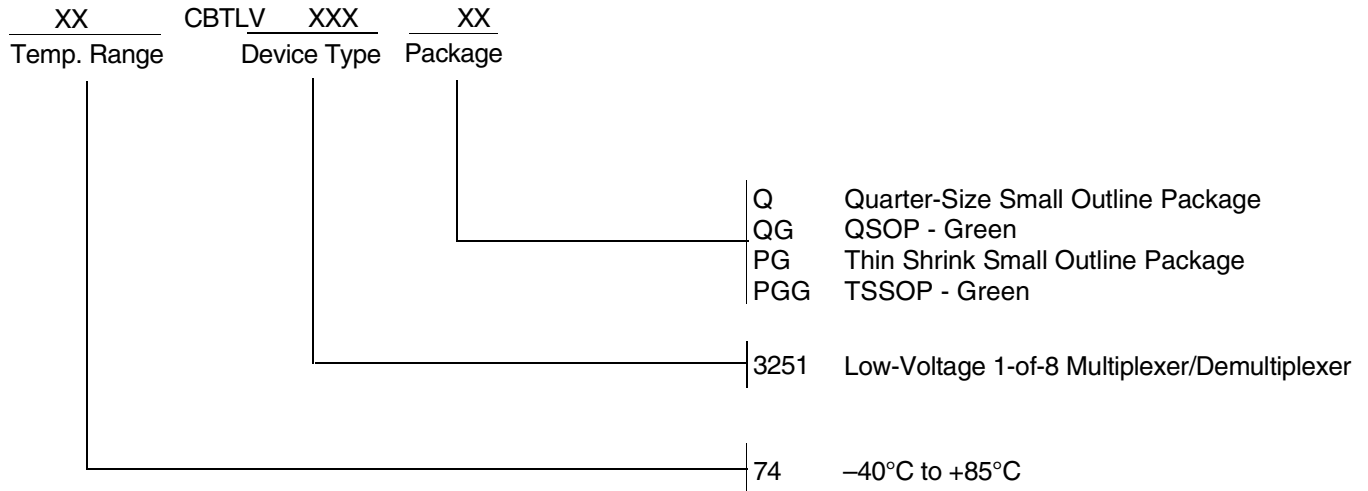 XX CBTLV XXX XX
Temp. Range Device Type Package
Q Quarter-Size Small Outline Package
QG QSOP - Green
PG Thin Shrink Small Outline Package
PGG TSSOP - Green
3251 Low-Voltage 1-of-8 Multiplexer/Demultiplexer
74 –40°C to +85°C